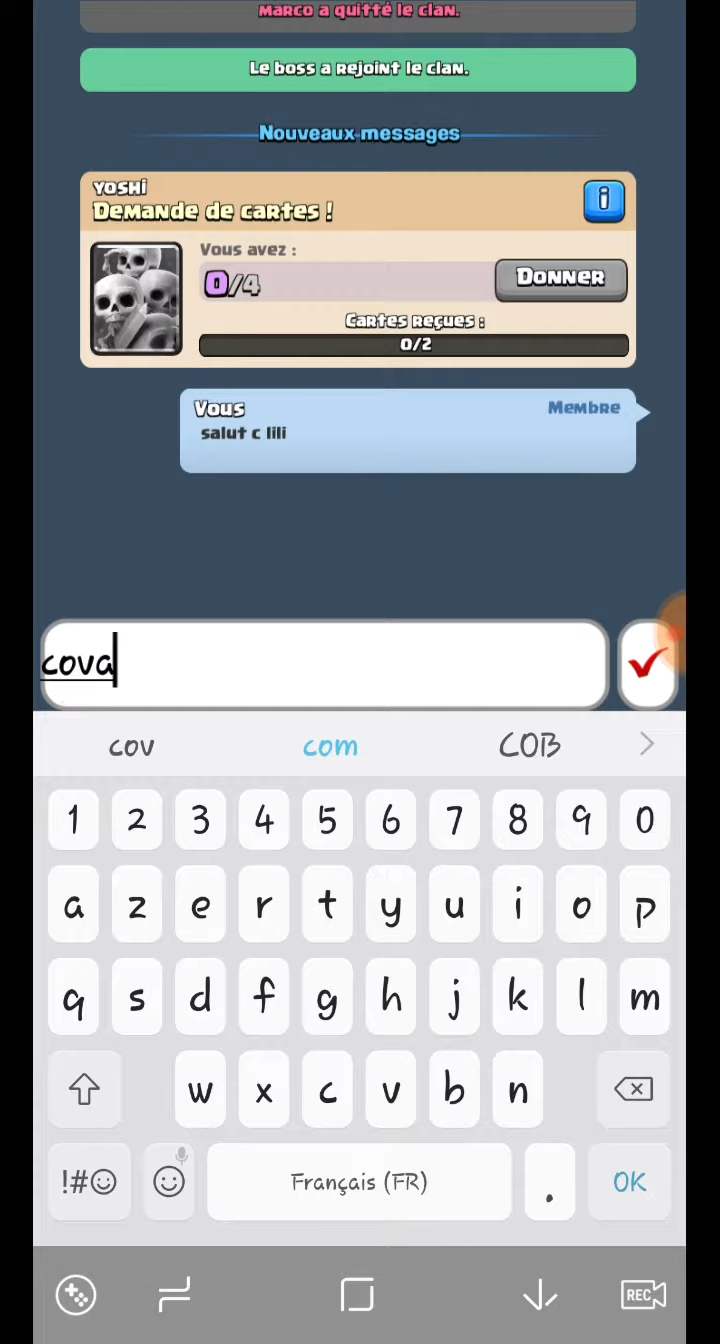 Marco a quitté le clan.
Le boss a rejoint le clan.
Nouveaux messages
YOSHI
Demande de cartes !
i
Vous avez :
0/4
Donner
Cartes reçues :
0/2
Vous
Membre
salut c lili
cova
cov com COB
1 2 3 4 5 6 7 8 9 0
a z e r t y u i o p
q s d f g h j k l m
w x c v b n
!#☺ Français (FR) . OK
REC